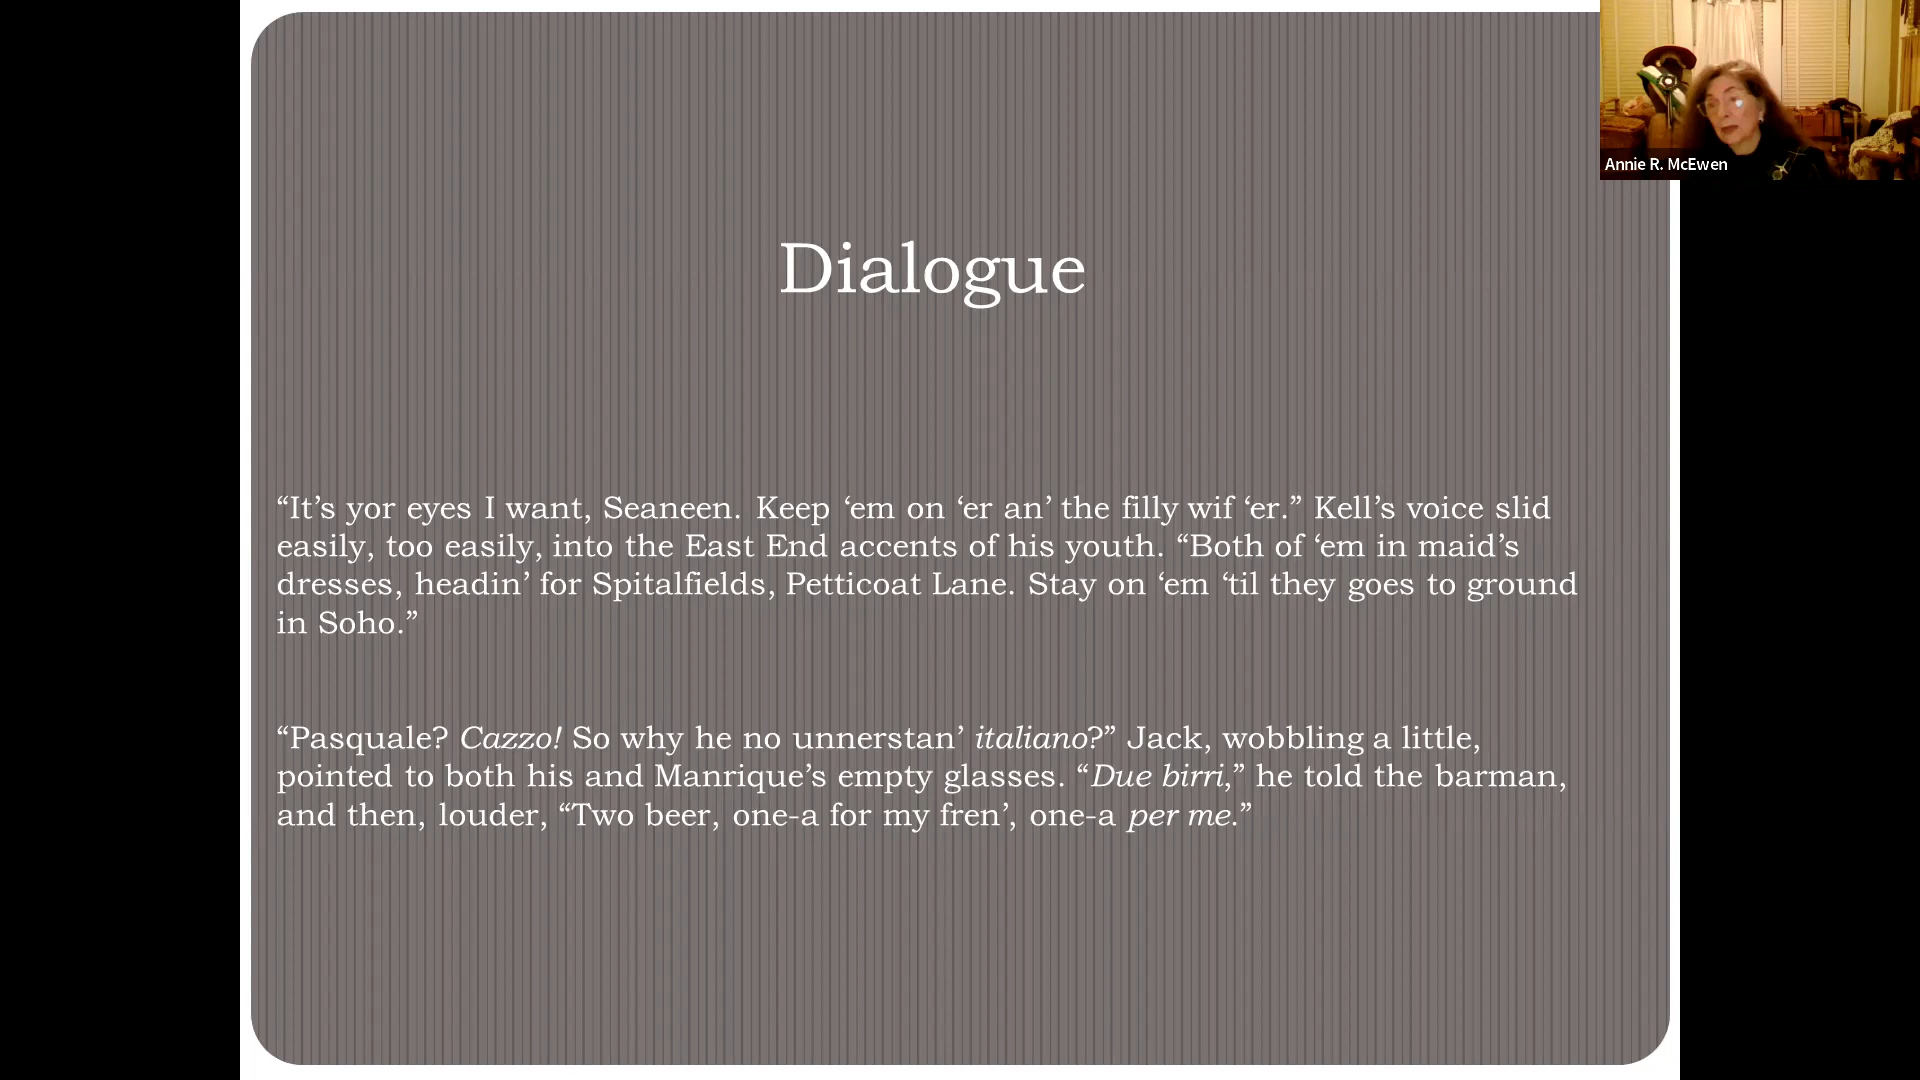 Annie R. McEwen
Dialogue
“It’s yor eyes I want, Seaneen. Keep ‘em on ‘er an’ the filly wif ‘er.” Kell’s voice slid
easily, too easily, into the East End accents of his youth. “Both of ‘em in maid’s
dresses, headin’ for Spitalfields, Petticoat Lane. Stay on ‘em ‘til they goes to ground
in Soho.”
“Pasquale? Cazzo! So why he no unnerstan’ italiano?” Jack, wobbling a little,
pointed to both his and Manrique’s empty glasses. “Due birri,” he told the barman,
and then, louder, “Two beer, one-a for my fren’, one-a per me.”